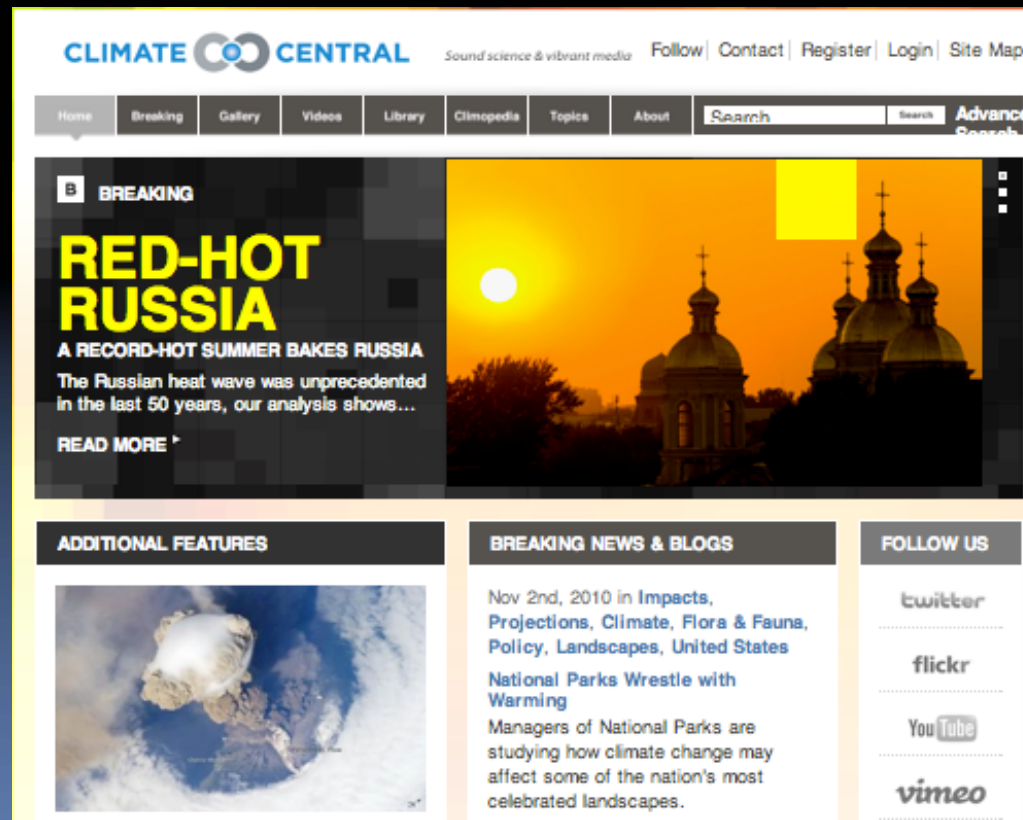 CLIMATE CENTRAL
Sound science & vibrant media
Follow | Contact | Register | Login | Site Map
Home Breaking Gallery Videos Library Climopedia Topics About Search Search Advance
Search
B BREAKING
RED-HOT
RUSSIA
A RECORD-HOT SUMMER BAKES RUSSIA
The Russian heat wave was unprecedented
in the last 50 years, our analysis shows...
READ MORE
ADDITIONAL FEATURES
BREAKING NEWS & BLOGS
Nov 2nd, 2010 in Impacts,
Projections, Climate, Flora & Fauna,
Policy, Landscapes, United States
National Parks Wrestle with
Warming
Managers of National Parks are
studying how climate change may
affect some of the nation's most
celebrated landscapes.
FOLLOW US
twitter
flickr
YouTube
vimeo